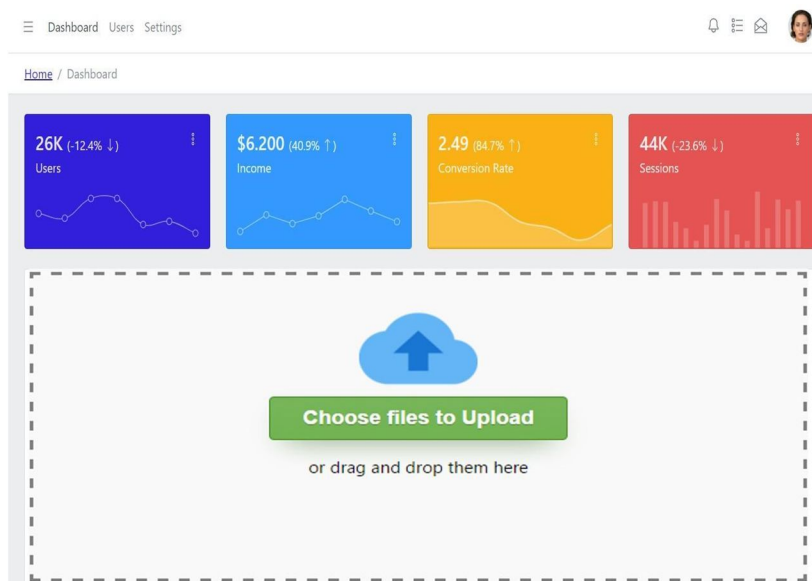 Dashboard Users Settings
Home / Dashboard
26K (-12.4% ↓)
Users
$6.200 (40.9% ↑)
Income
2.49 (84.7% ↑)
Conversion Rate
44K (-23.6% ↓)
Sessions
Choose files to Upload
or drag and drop them here